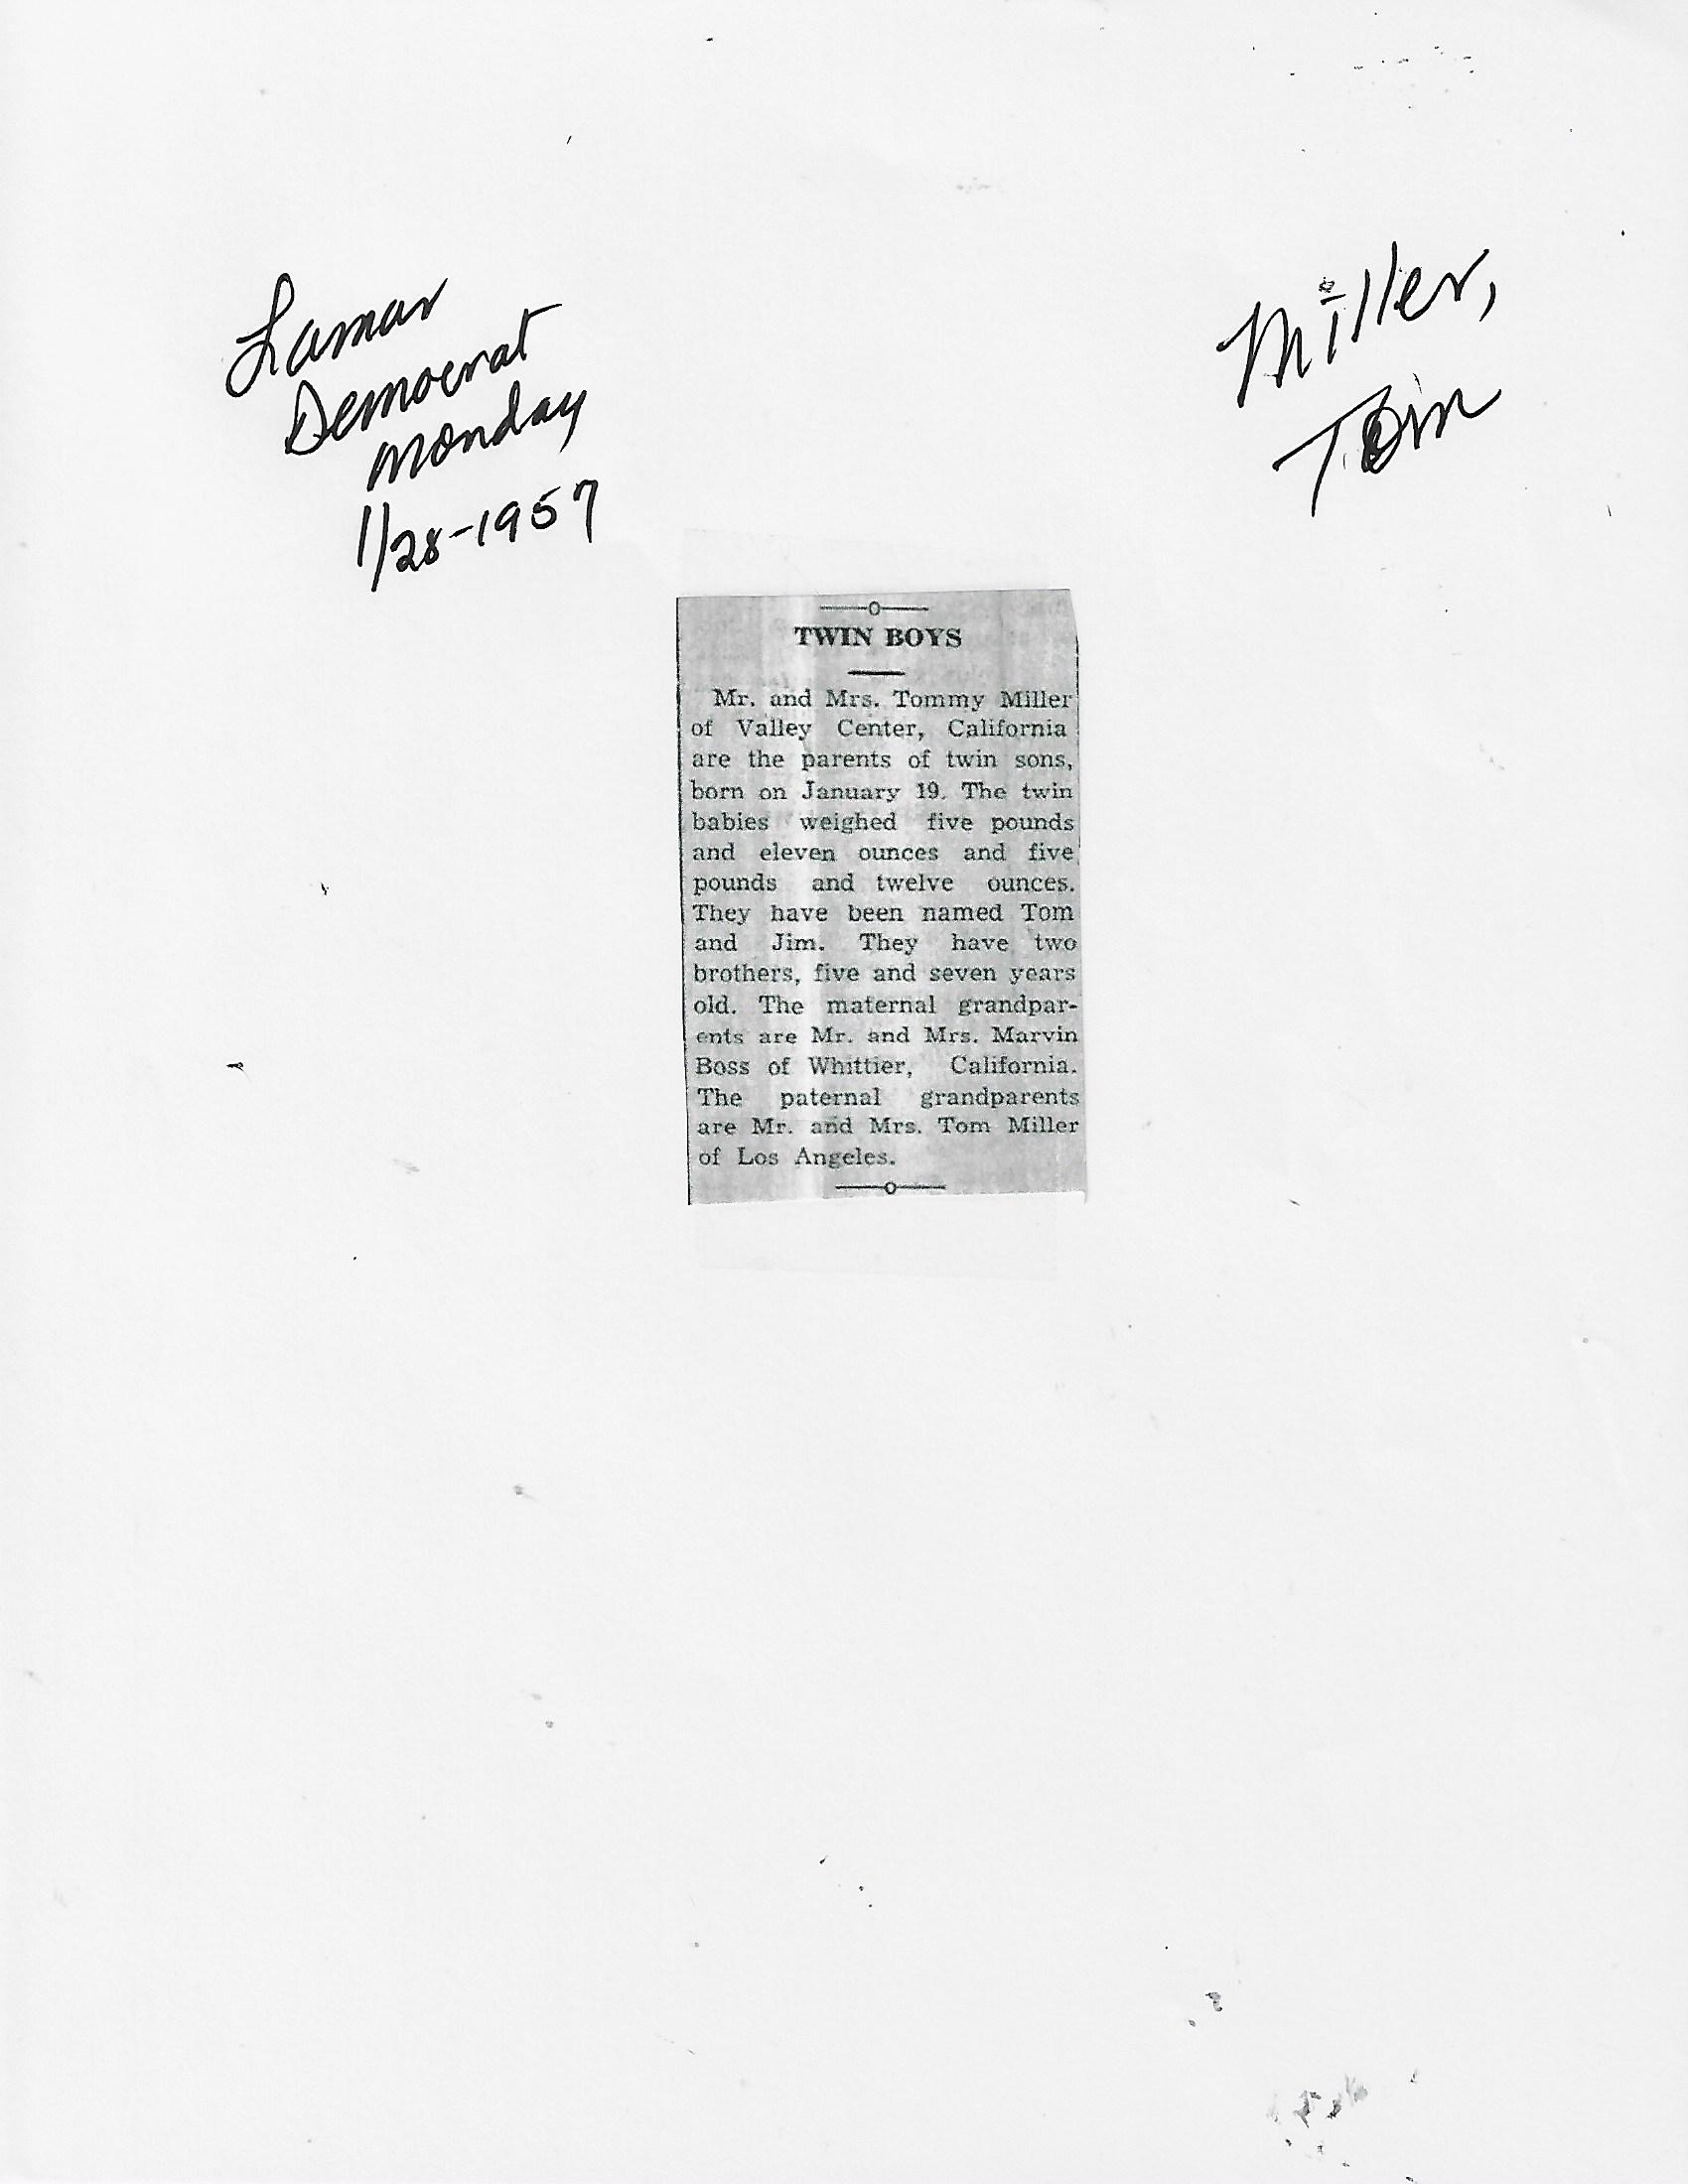 Lamar
Democrat
Monday
1/28-1957
Miller,
Tom
TWIN BOYS
Mr. and Mrs. Tommy Miller
of Valley Center, California
are the parents of twin sons,
born on January 19. The twin
babies weighed five pounds
and eleven ounces and five
pounds and twelve ounces.
They have been named Tom
and Jim. They have two
brothers, five and seven years
old. The maternal grandpar-
ents are Mr. and Mrs. Marvin
Boss of Whittier, California.
The paternal grandparents
are Mr. and Mrs. Tom Miller
of Los Angeles.